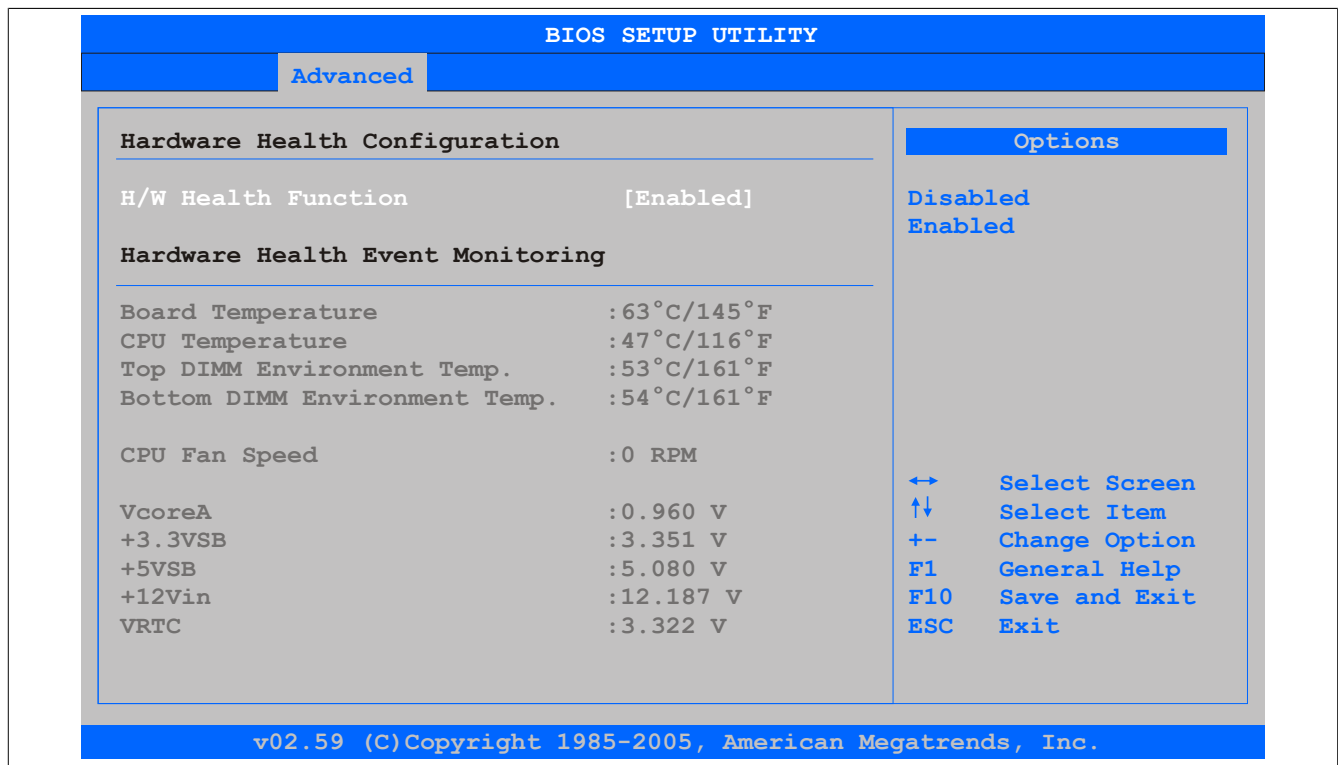 BIOS SETUP UTILITY
Advanced
Hardware Health Configuration
H/W Health Function [Enabled]
Hardware Health Event Monitoring
Board Temperature :63°C/145°F
CPU Temperature :47°C/116°F
Top DIMM Environment Temp. :53°C/161°F
Bottom DIMM Environment Temp. :54°C/161°F
CPU Fan Speed :0 RPM
VcoreA :0.960 V
+3.3VSB :3.351 V
+5VSB :5.080 V
+12Vin :12.187 V
VRTC :3.322 V
Options
Disabled
Enabled
↔ Select Screen
↑↓ Select Item
+- Change Option
F1 General Help
F10 Save and Exit
ESC Exit
v02.59 (C)Copyright 1985-2005, American Megatrends, Inc.